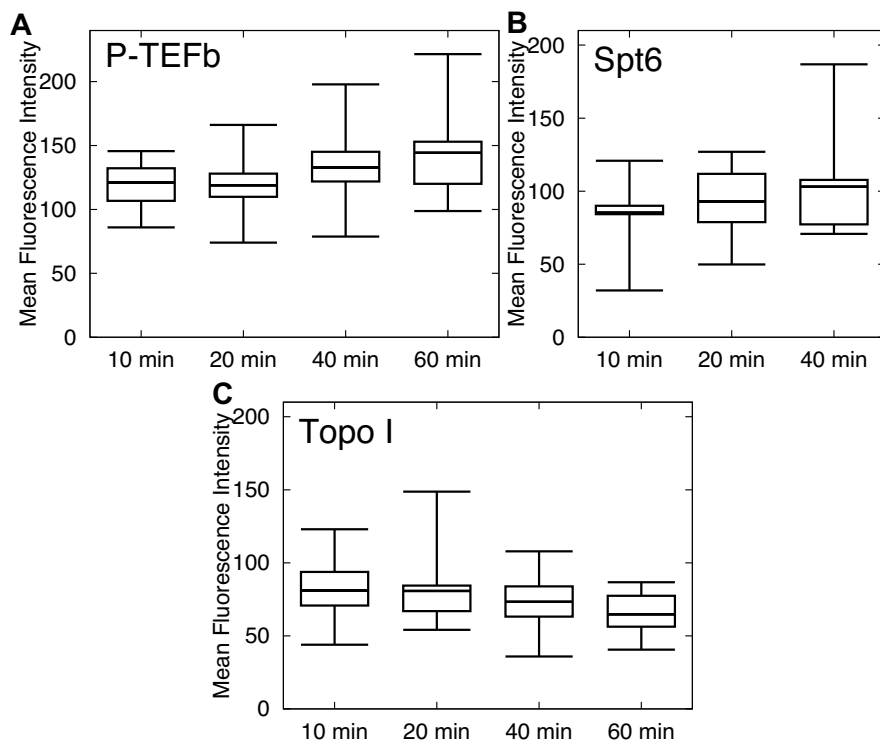 A
P-TEFb
Mean Fluorescence Intensity
200
150
100
50
0
10 min 20 min 40 min 60 min
B
Spt6
Mean Fluorescence Intensity
200
150
100
50
0
10 min 20 min 40 min
C
Topo I
Mean Fluorescence Intensity
200
150
100
50
0
10 min 20 min 40 min 60 min